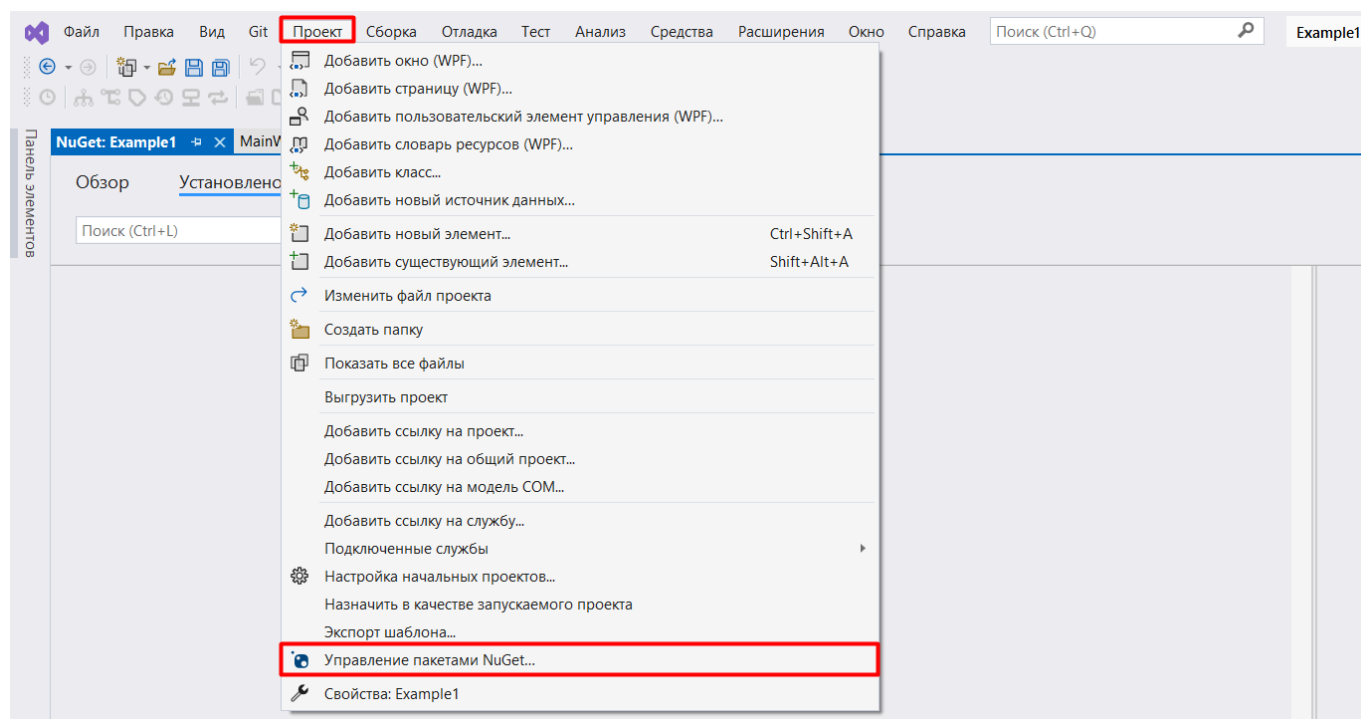 Файл Правка Вид Git Проект Сборка Отладка Тест Анализ Средства Расширения Окно Справка Поиск (Ctrl+Q) Example1
Добавить окно (WPF)...
Добавить страницу (WPF)...
Добавить пользовательский элемент управления (WPF)...
Панель элементов
NuGet: Example1 MainW
Добавить словарь ресурсов (WPF)...
Обзор Установлено
Добавить класс...
Добавить новый источник данных...
Поиск (Ctrl+L)
Добавить новый элемент... Ctrl+Shift+A
Добавить существующий элемент... Shift+Alt+A
Изменить файл проекта
Создать папку
Показать все файлы
Выгрузить проект
Добавить ссылку на проект...
Добавить ссылку на общий проект...
Добавить ссылку на модель COM...
Добавить ссылку на службу...
Подключенные службы
Настройка начальных проектов...
Назначить в качестве запускаемого проекта
Экспорт шаблона...
Управление пакетами NuGet...
Свойства: Example1